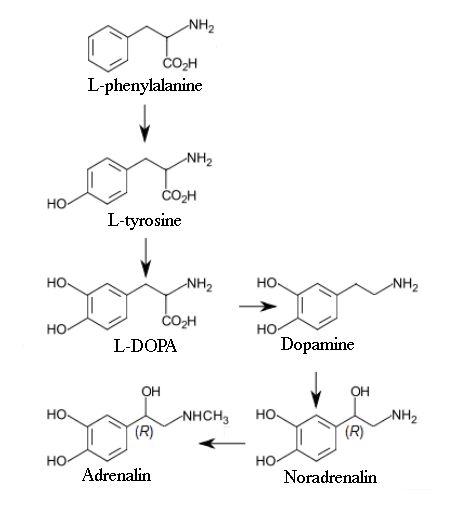 NH₂
CO₂H
L-phenylalanine
NH₂
HO
CO₂H
L-tyrosine
HO NH₂
HO CO₂H
L-DOPA
HO NH₂
HO
Dopamine
OH
HO NHCH₃
(R)
HO
Adrenalin
OH
HO NH₂
(R)
HO
Noradrenalin